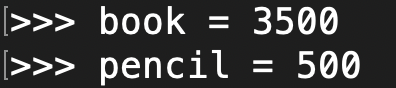 >>> book = 3500
>>> pencil = 500